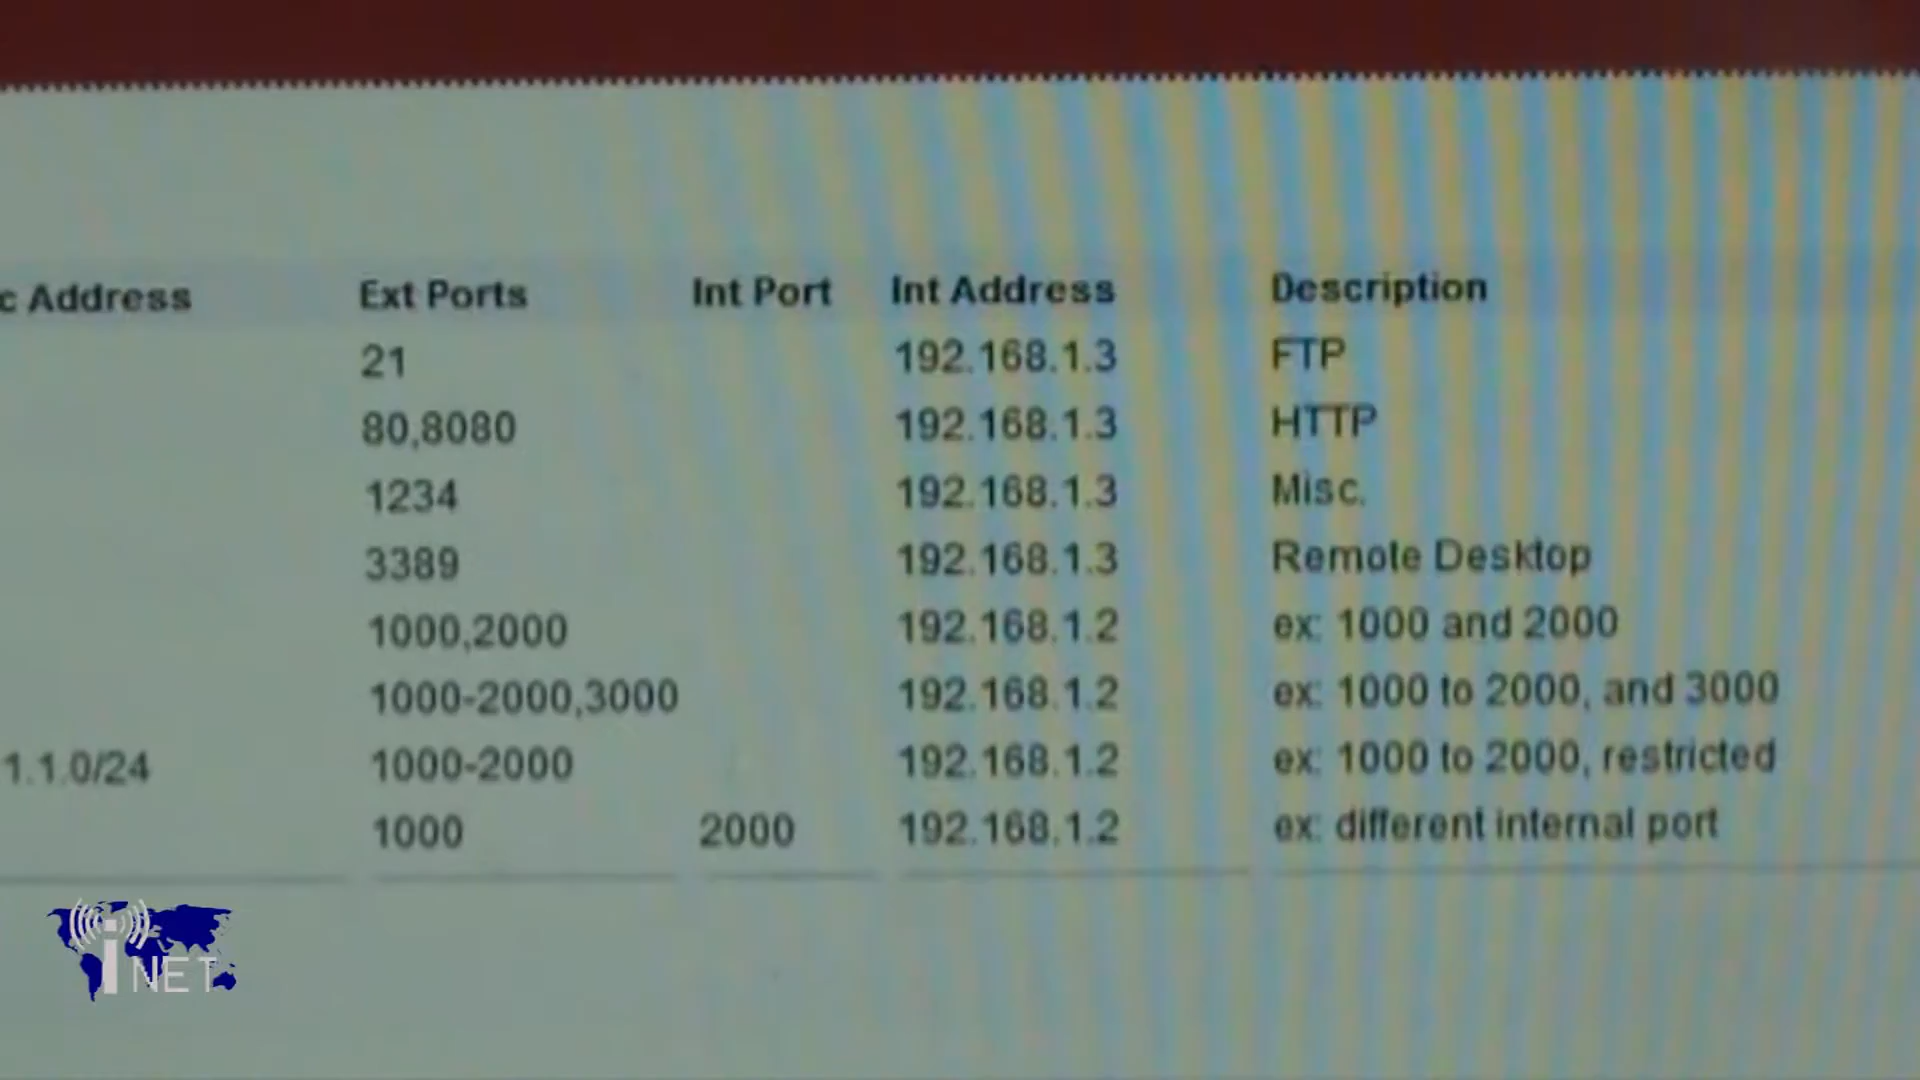 c Address Ext Ports Int Port Int Address Description
21 192.168.1.3 FTP
80,8080 192.168.1.3 HTTP
1234 192.168.1.3 Misc.
3389 192.168.1.3 Remote Desktop
1000,2000 192.168.1.2 ex: 1000 and 2000
1000-2000,3000 192.168.1.2 ex: 1000 to 2000, and 3000
1.1.0/24 1000-2000 192.168.1.2 ex: 1000 to 2000, restricted
1000 2000 192.168.1.2 ex: different internal port
i NET